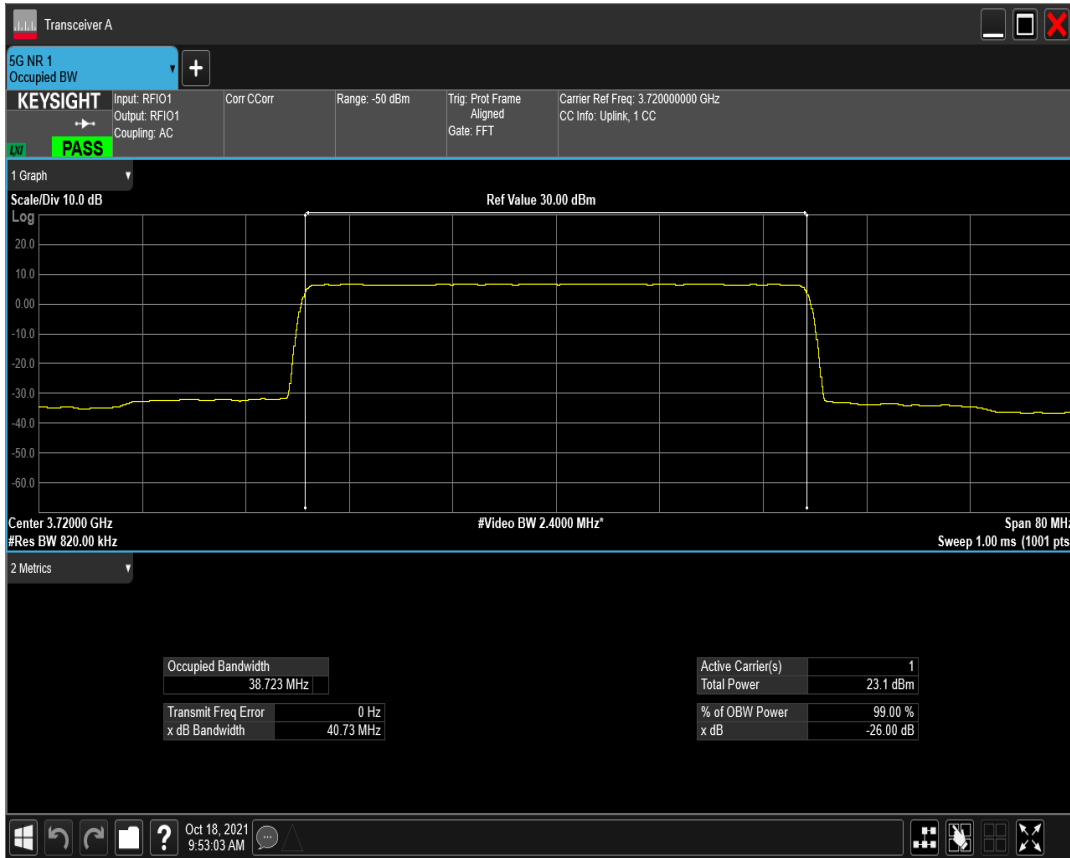 Transceiver A
5G NR 1
Occupied BW
KEYSIGHT
LXI
PASS
Input: RFIO1
Output: RFIO1
Coupling: AC
Corr CCorr
Range: -50 dBm
Trig: Prot Frame
Aligned
Gate: FFT
Carrier Ref Freq: 3.720000000 GHz
CC Info: Uplink, 1 CC
1 Graph
Scale/Div 10.0 dB
Ref Value 30.00 dBm
Log
20.0
10.0
0.00
-10.0
-20.0
-30.0
-40.0
-50.0
-60.0
Center 3.72000 GHz
#Video BW 2.4000 MHz*
Span 80 MHz
#Res BW 820.00 kHz
Sweep 1.00 ms (1001 pts
2 Metrics
Occupied Bandwidth
38.723 MHz
Transmit Freq Error 0 Hz
x dB Bandwidth 40.73 MHz
Active Carrier(s) 1
Total Power 23.1 dBm
% of OBW Power 99.00 %
x dB -26.00 dB
?
Oct 18, 2021
9:53:03 AM